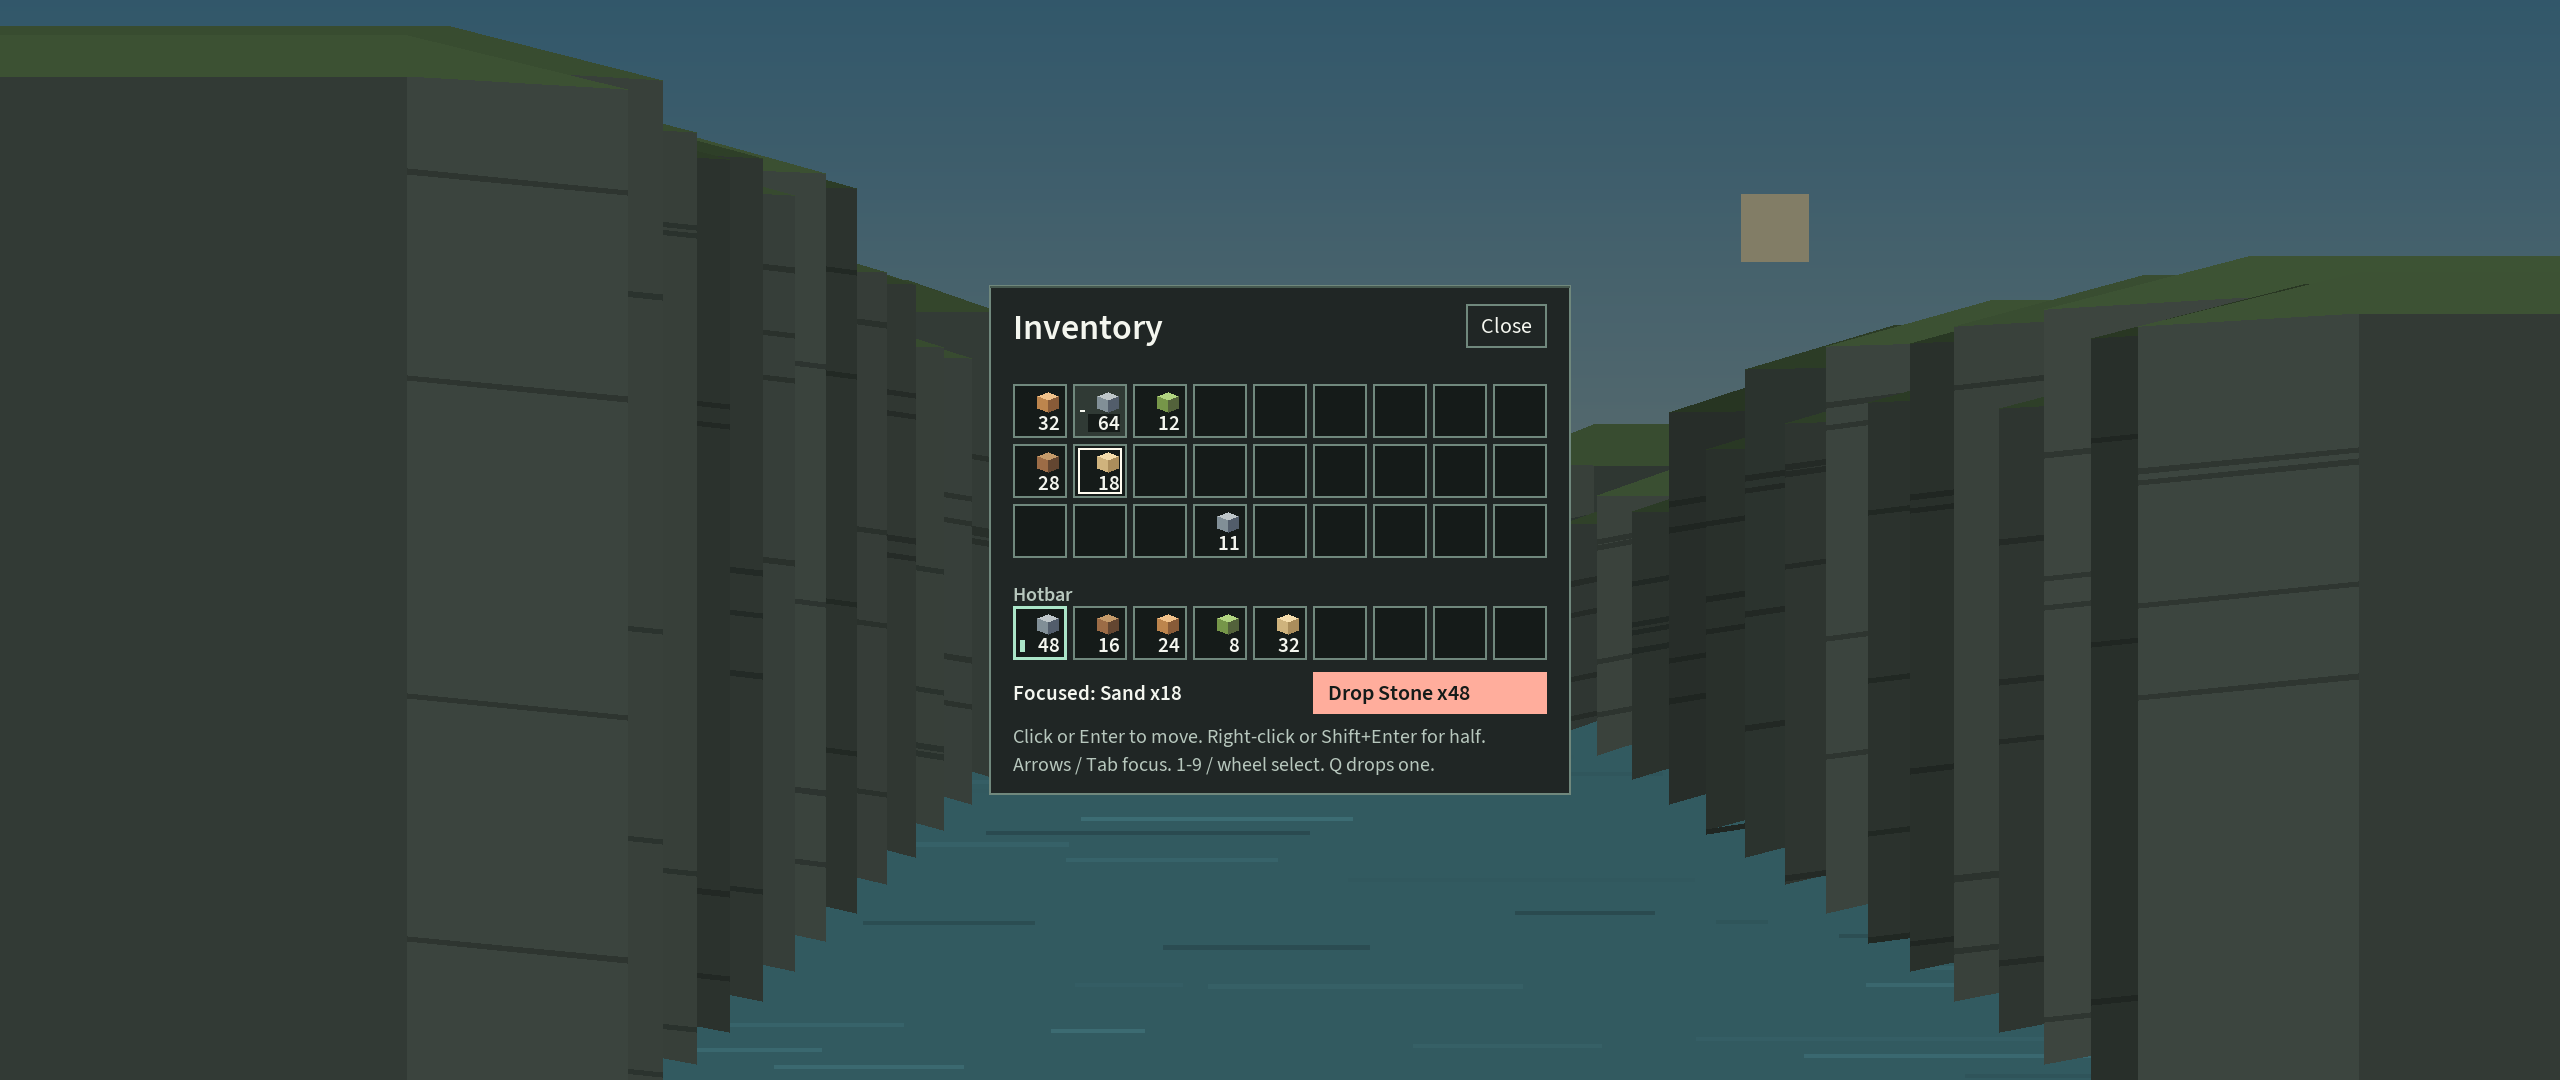 Inventory
Close
32 - 64 12
28 18
11
Hotbar
48 16 24 8 32
Focused: Sand x18
Drop Stone x48
Click or Enter to move. Right-click or Shift+Enter for half.
Arrows / Tab focus. 1-9 / wheel select. Q drops one.